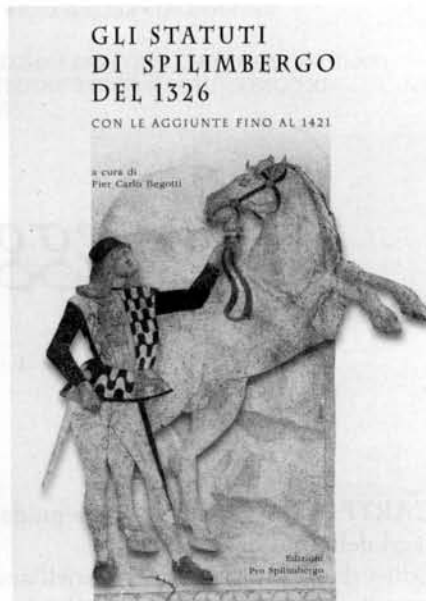 GLI STATUTI
DI SPILIMBERGO
DEL 1326
CON LE AGGIUNTE FINO AL 1421
a cura di
Pier Carlo Begotti
Edizioni
Pro Spilimbergo